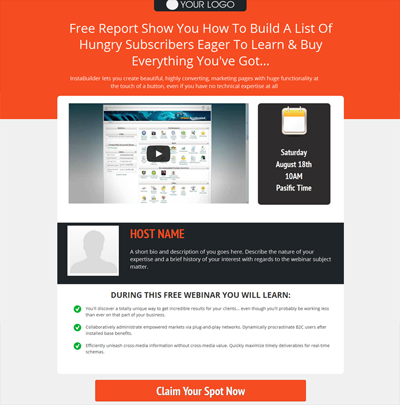 YOUR LOGO
Free Report Show You How To Build A List Of
Hungry Subscribers Eager To Learn & Buy
Everything You've Got...
InstaBuilder lets you create beautiful, highly converting, marketing pages with huge functionality at
the touch of a button, even if you have no technical expertise at all
Saturday
August 18th
10AM
Pasific Time
HOST NAME
A short bio and description of you goes here. Describe the nature of your
expertise and a brief history of your interest with regards to the webinar subject
matter.
DURING THIS FREE WEBINAR YOU WILL LEARN:
You'll discover a totally unique way to get incredible results for your clients... even though you'll probably be working less
than ever on that part of your business.
Collaboratively administrate empowered markets via plug-and-play networks. Dynamically procrastinate B2C users after
installed base benefits.
Efficiently unleash cross-media information without cross-media value. Quickly maximize timely deliverables for real-time
schemas.
Claim Your Spot Now